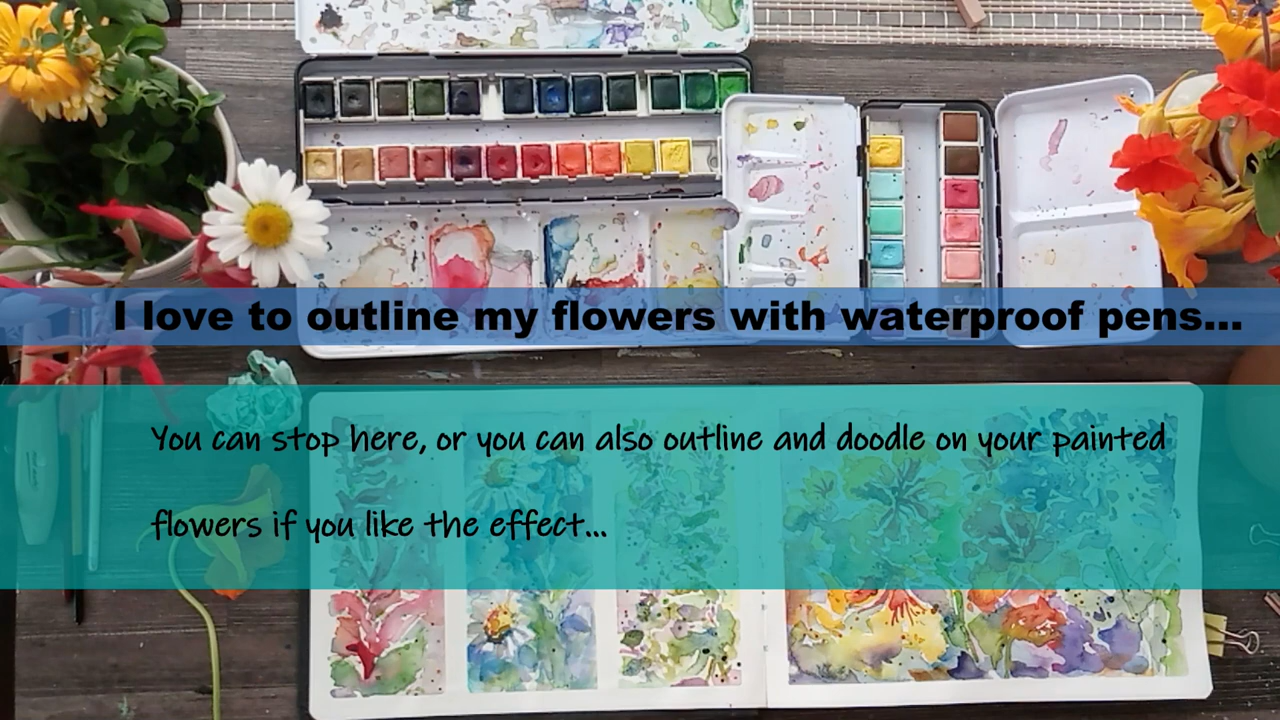 I love to outline my flowers with waterproof pens...
You can stop here, or you can also outline and doodle on your painted
flowers if you like the effect...